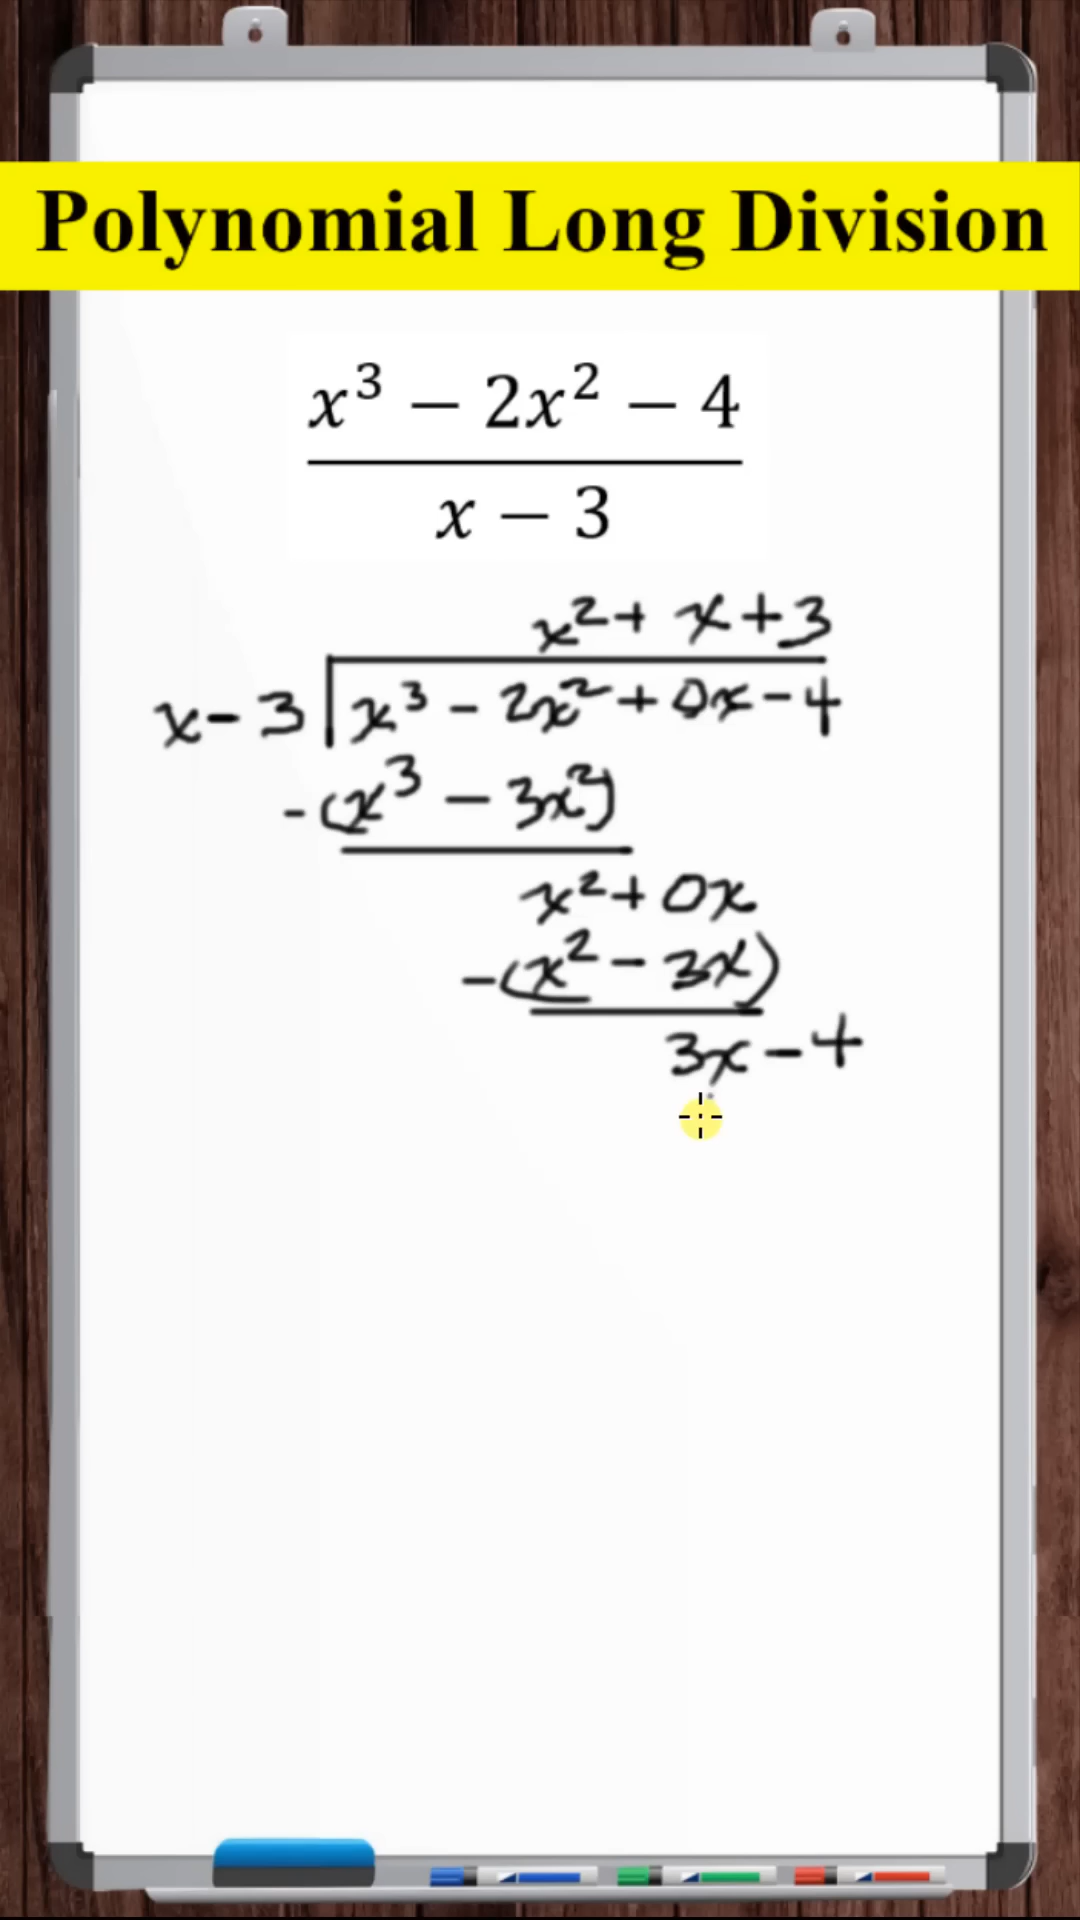 Polynomial Long Division
x³ − 2x² − 4
x − 3
x² + x + 3
x − 3 x³ − 2x² + 0x − 4
−(x³ − 3x²)
x² + 0x
−(x² − 3x)
3x − 4